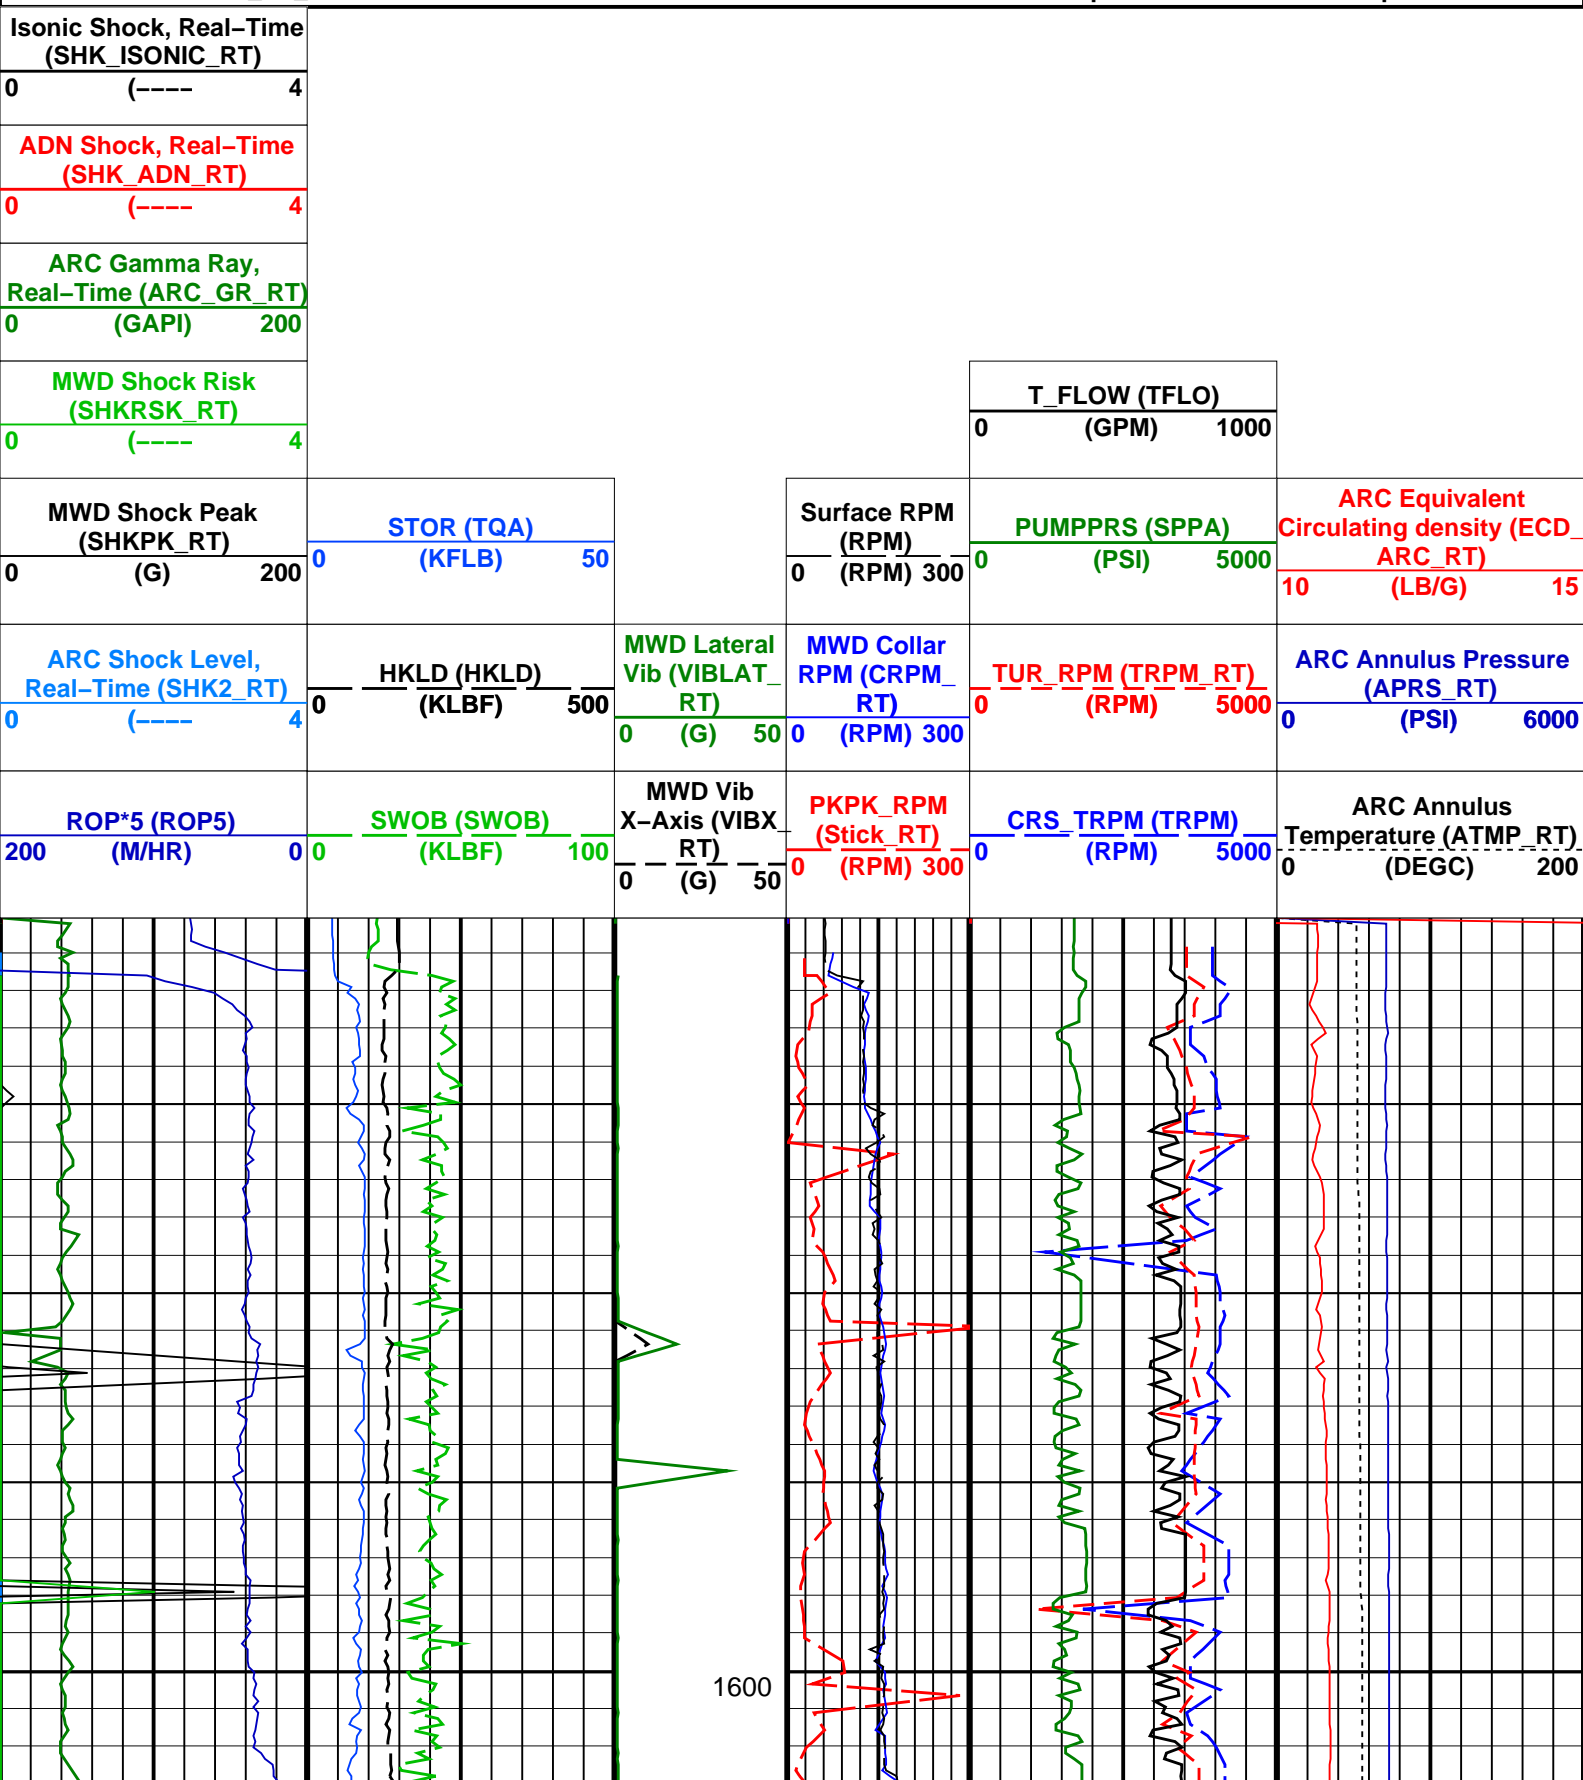 Isonic Shock, Real−Time
(SHK_ISONIC_RT)
0 (−−−− 4
ADN Shock, Real−Time
(SHK_ADN_RT)
0 (−−−− 4
ARC Gamma Ray,
Real−Time (ARC_GR_RT)
0 (GAPI) 200
MWD Shock Risk
(SHKRSK_RT)
0 (−−−− 4
T_FLOW (TFLO)
0 (GPM) 1000
MWD Shock Peak
(SHKPK_RT)
0 (G) 200
STOR (TQA)
0 (KFLB) 50
Surface RPM
(RPM)
0 (RPM) 300
PUMPPRS (SPPA)
0 (PSI) 5000
ARC Equivalent
Circulating density (ECD_
ARC_RT)
10 (LB/G) 15
ARC Shock Level,
Real−Time (SHK2_RT)
0 (−−−− 4
HKLD (HKLD)
0 (KLBF) 500
MWD Lateral
Vib (VIBLAT_
RT)
0 (G) 50
MWD Collar
RPM (CRPM_
RT)
0 (RPM) 300
TUR_RPM (TRPM_RT)
0 (RPM) 5000
ARC Annulus Pressure
(APRS_RT)
0 (PSI) 6000
ROP*5 (ROP5)
200 (M/HR) 0
SWOB (SWOB)
0 (KLBF) 100
MWD Vib
X−Axis (VIBX_
RT)
0 (G) 50
PKPK_RPM
(Stick_RT)
0 (RPM) 300
CRS_TRPM (TRPM)
0 (RPM) 5000
ARC Annulus
Temperature (ATMP_RT)
0 (DEGC) 200
1600